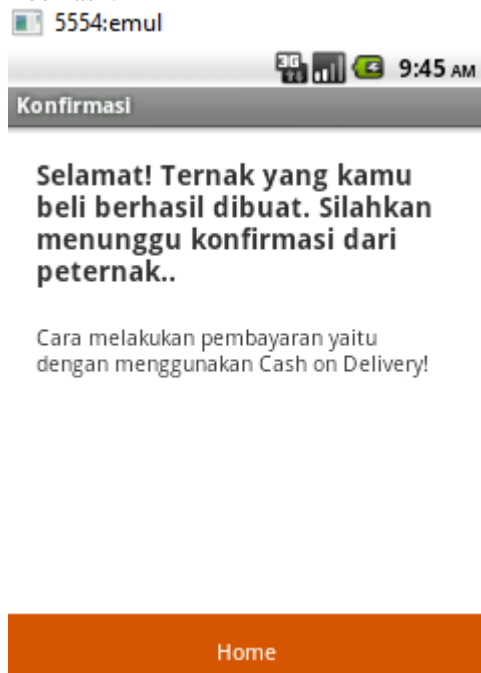 5554:emul
3G 9:45 AM
Konfirmasi
Selamat! Ternak yang kamu
beli berhasil dibuat. Silahkan
menunggu konfirmasi dari
peternak..
Cara melakukan pembayaran yaitu
dengan menggunakan Cash on Delivery!
Home